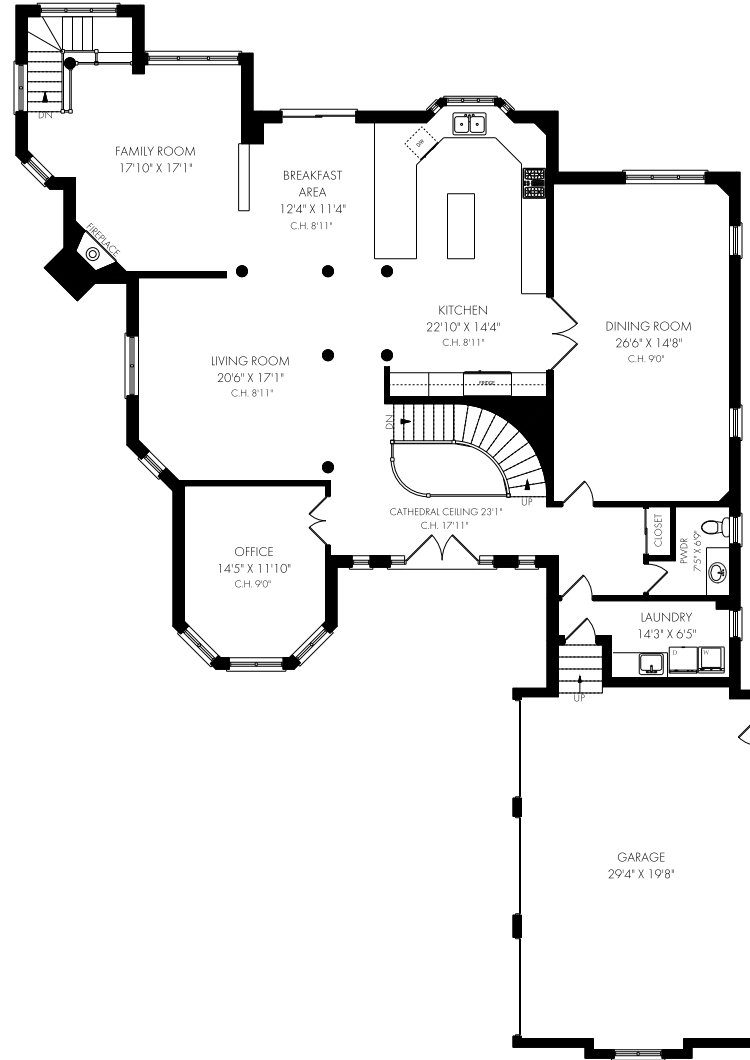 DN
FAMILY ROOM
17'10" X 17'1"
FIREPLACE
BREAKFAST
AREA
12'4" X 11'4"
C.H. 8'11"
DW
KITCHEN
22'10" X 14'4"
C.H. 8'11"
FRIDGE
DINING ROOM
26'6" X 14'8"
C.H. 9'0"
LIVING ROOM
20'6" X 17'1"
C.H. 8'11"
DN
UP
CATHEDRAL CEILING 23'1"
C.H. 17'11"
OFFICE
14'5" X 11'10"
C.H. 9'0"
CLOSET
PWDR
7'5" X 6'9"
LAUNDRY
14'3" X 6'5"
D
W
UP
GARAGE
29'4" X 19'8"